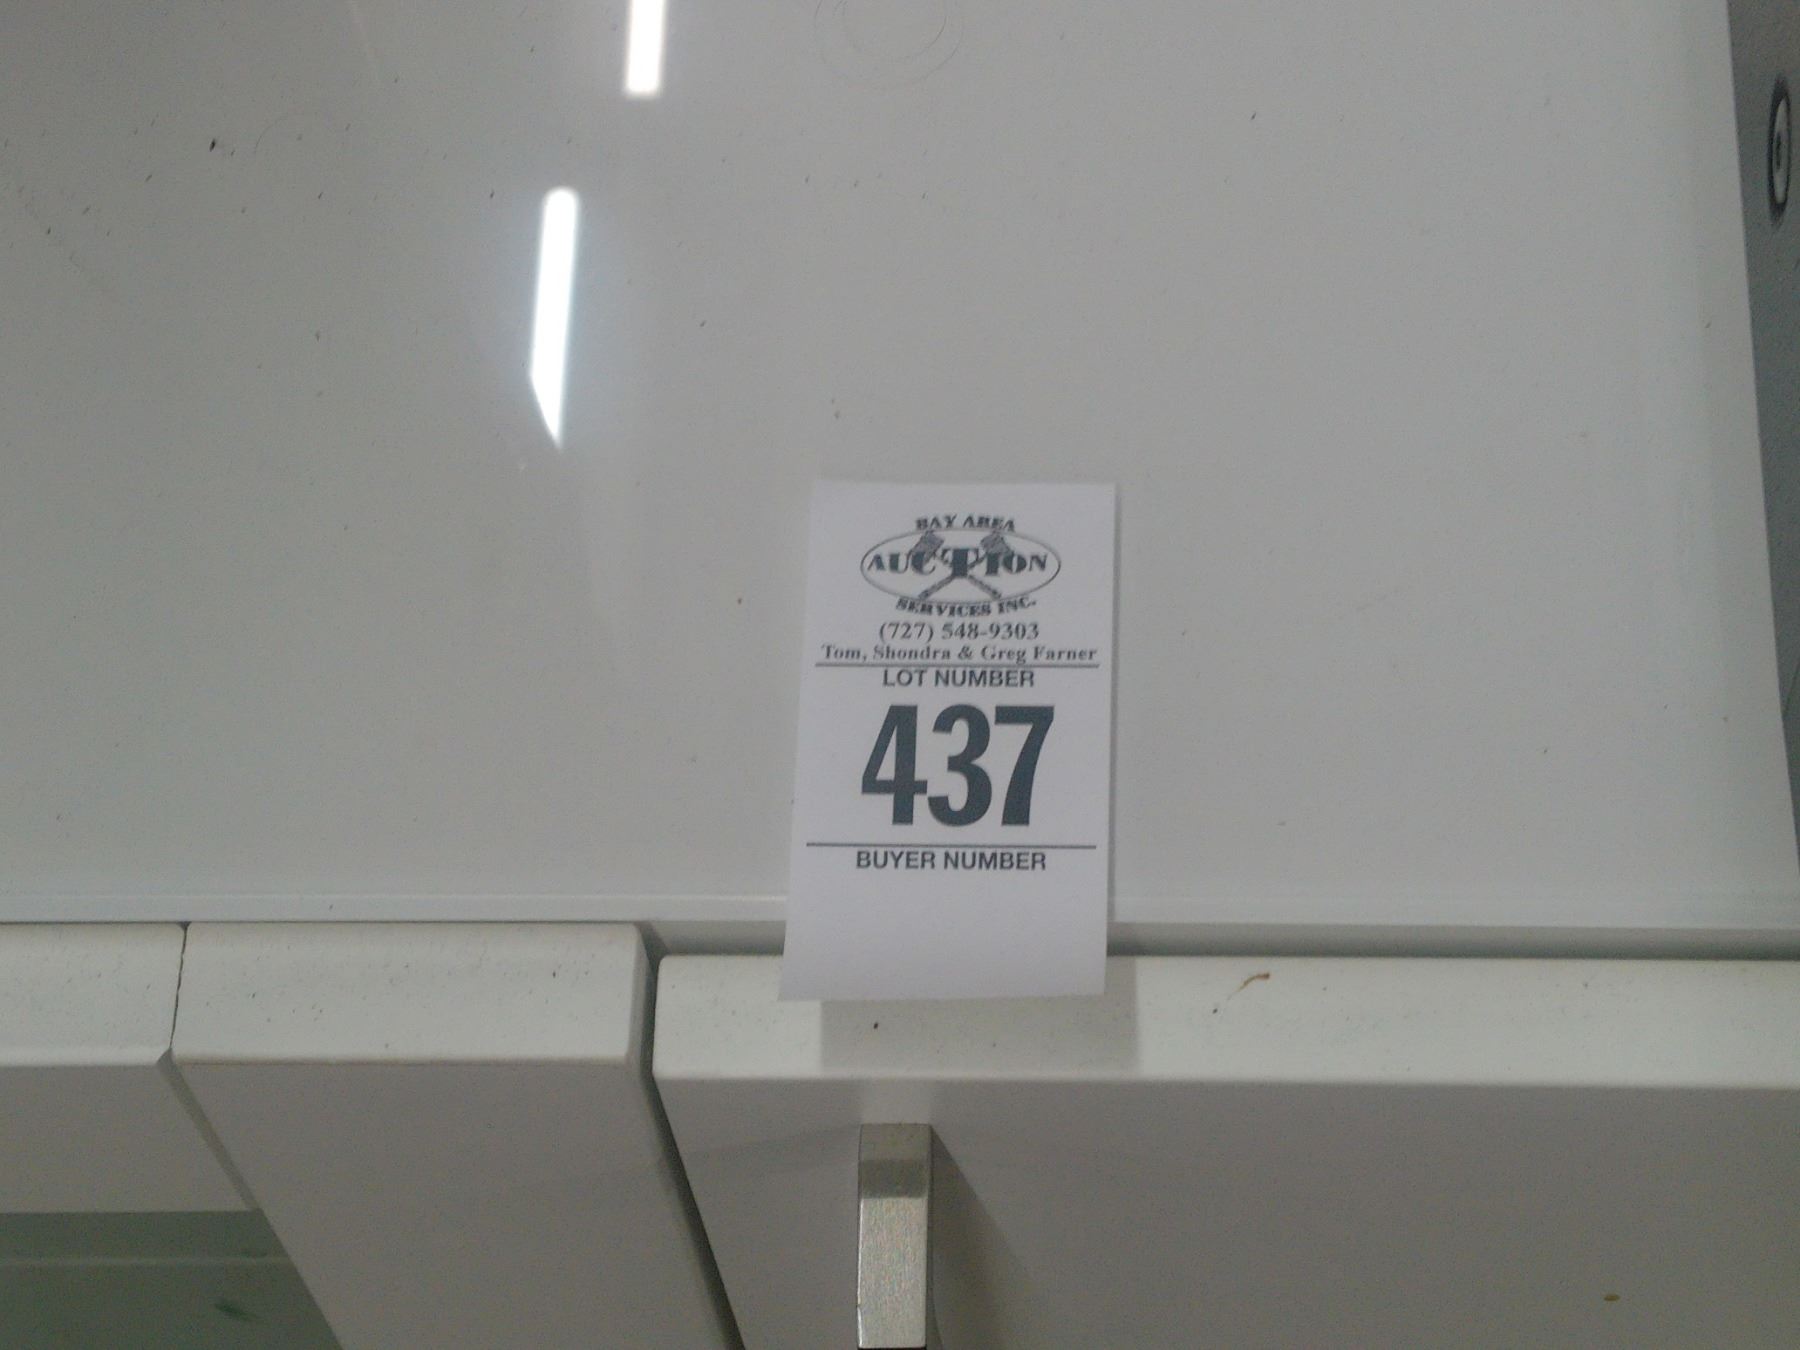 BAY AREA
AUCTION
SERVICES INC.
(727) 548-9303
Tom, Shondra & Greg Farner
LOT NUMBER
437
BUYER NUMBER